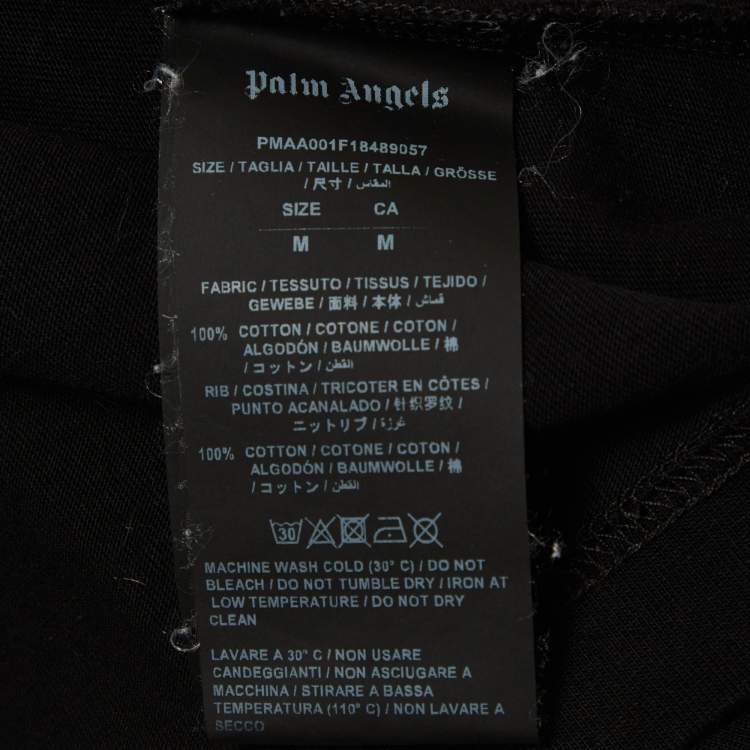 Palm Angels
PMAA001F18489057
SIZE / TAGLIA / TAILLE / TALLA / GRÖSSE
/ 尺寸 / المقاس
SIZE CA
M M
FABRIC / TESSUTO / TISSUS / TEJIDO /
GEWEBE / 面料 / 本体 / قماش
100% COTTON / COTONE / COTON /
ALGODÓN / BAUMWOLLE / 棉
/ コットン / القطن
RIB / COSTINA / TRICOTER EN CÔTES /
PUNTO ACANALADO / 针织罗纹 /
ニットリブ / غرزة
100% COTTON / COTONE / COTON /
ALGODÓN / BAUMWOLLE / 棉
/ コットン / القطن
30
MACHINE WASH COLD (30° C) / DO NOT
BLEACH / DO NOT TUMBLE DRY / IRON AT
LOW TEMPERATURE / DO NOT DRY
CLEAN
LAVARE A 30° C / NON USARE
CANDEGGIANTI / NON ASCIUGARE A
MACCHINA / STIRARE A BASSA
TEMPERATURA (110° C) / NON LAVARE A
SECCO